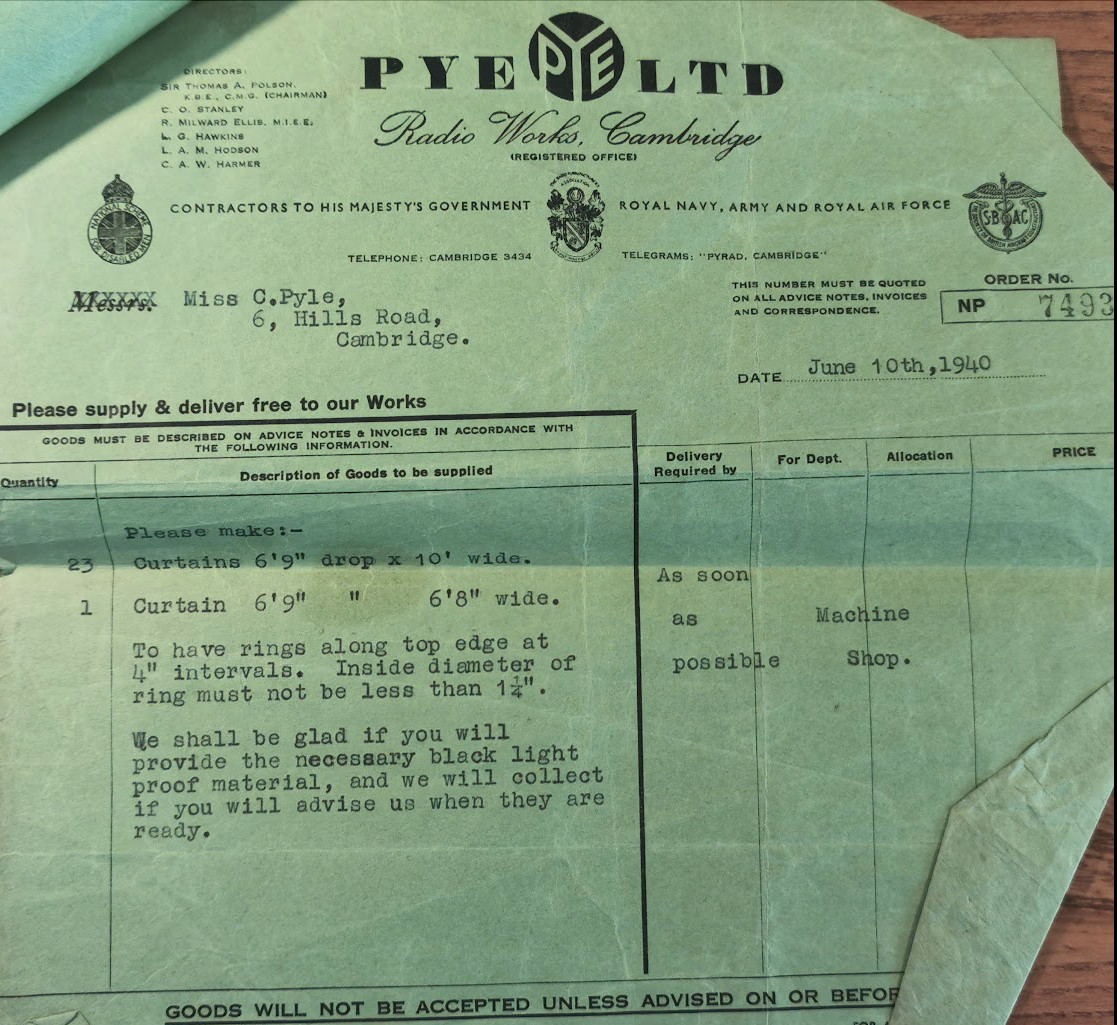 PYE PYE LTD
Radio Works, Cambridge
(REGISTERED OFFICE)
DIRECTORS:
SIR THOMAS A. POLSON,
K.B.E., C.M.G. (CHAIRMAN)
C. O. STANLEY
R. MILWARD ELLIS, M.I.E.E.
L. G. HAWKINS
L. A. M. HODSON
C. A. W. HARMER
NATIONAL SCHEME
FOR DISABLED MEN
CONTRACTORS TO HIS MAJESTY'S GOVERNMENT
ROYAL NAVY, ARMY AND ROYAL AIR FORCE
S·B AC
TELEPHONE: CAMBRIDGE 3434
TELEGRAMS: "PYRAD, CAMBRIDGE"
Messrs. Miss C.Pyle,
6, Hills Road,
Cambridge.
THIS NUMBER MUST BE QUOTED
ON ALL ADVICE NOTES, INVOICES
AND CORRESPONDENCE.
ORDER No.
NP 7493
DATE June 10th,1940
Please supply & deliver free to our Works
GOODS MUST BE DESCRIBED ON ADVICE NOTES & INVOICES IN ACCORDANCE WITH
THE FOLLOWING INFORMATION.
Quantity Description of Goods to be supplied
Delivery
Required by
For Dept.
Allocation
PRICE
Please make:-
23 Curtains 6'9" drop x 10' wide.
1 Curtain 6'9" " 6'8" wide.
To have rings along top edge at
4" intervals. Inside diameter of
ring must not be less than 1¼".
We shall be glad if you will
provide the necessary black light
proof material, and we will collect
if you will advise us when they are
ready.
As soon
as
possible
Machine
Shop.
GOODS WILL NOT BE ACCEPTED UNLESS ADVISED ON OR BEFOR